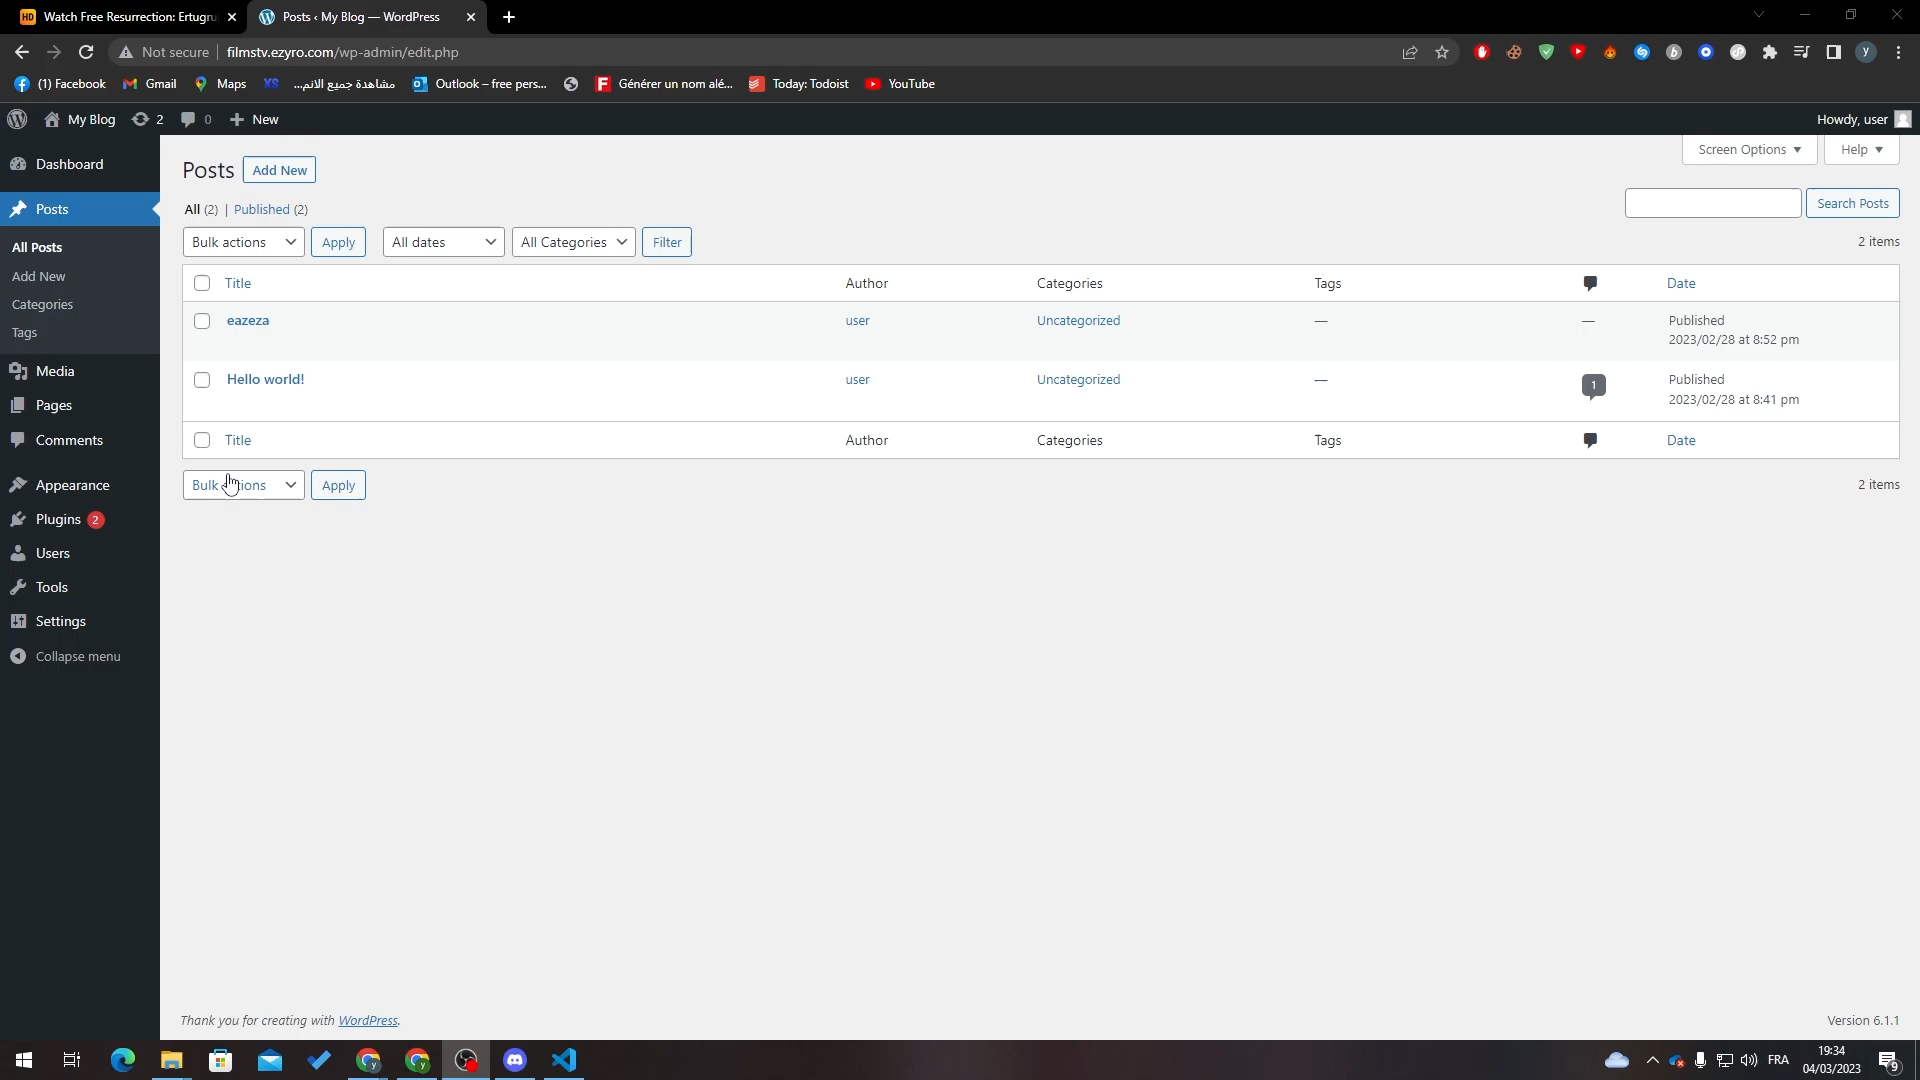 Watch Free Resurrection: Ertugru
Posts ‹ My Blog — WordPress
Not secure
filmstv.ezyro.com/wp-admin/edit.php
(1) Facebook
Gmail
Maps
XS
مشاهدة جميع الانم...
Outlook – free pers...
Générer un nom alé...
Today: Todoist
YouTube
My Blog
2
0
New
Howdy, user
Dashboard
Posts
All Posts
Add New
Categories
Tags
Media
Pages
Comments
Appearance
Plugins 2
Users
Tools
Settings
Collapse menu
Posts
Add New
Screen Options
Help
All (2) | Published (2)
Search Posts
Bulk actions
Apply
All dates
All Categories
Filter
2 items
Title Author Categories Tags Date
eazeza user Uncategorized — — Published
2023/02/28 at 8:52 pm
Hello world! user Uncategorized — 1 Published
2023/02/28 at 8:41 pm
Title Author Categories Tags Date
Apply
2 items
Thank you for creating with WordPress.
Version 6.1.1
FRA
19:34
04/03/2023
9